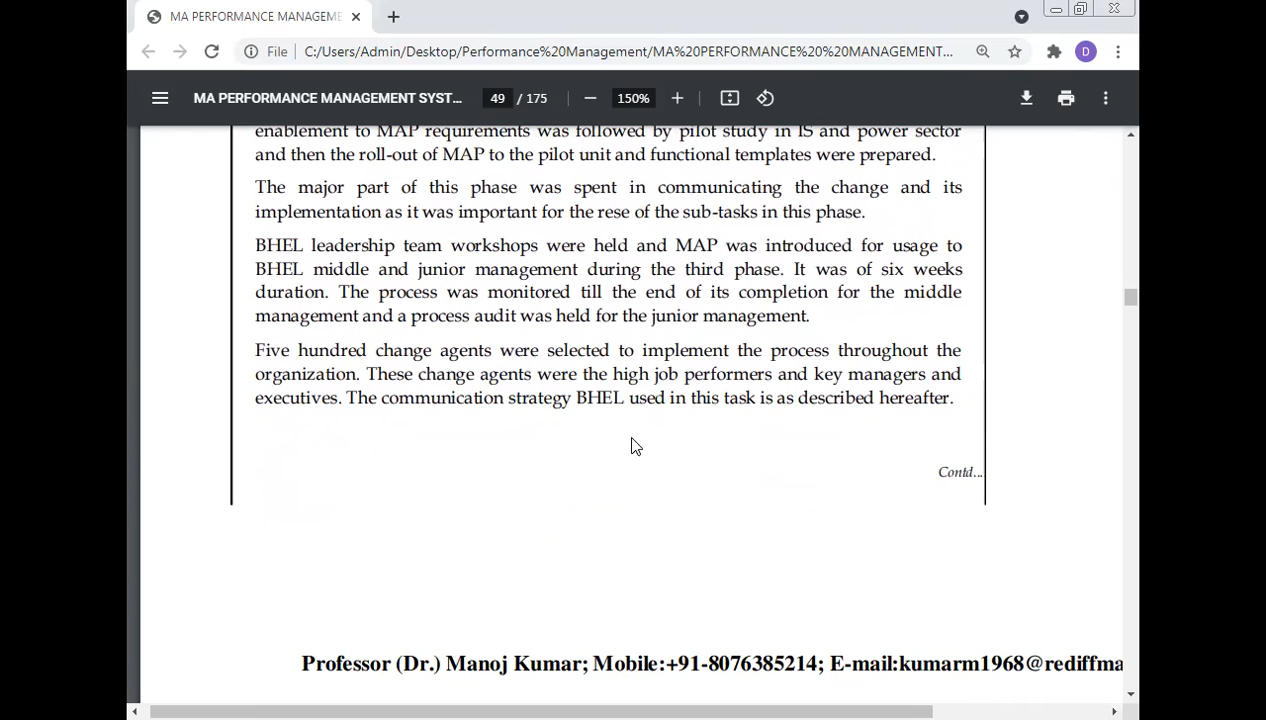 MA PERFORMANCE MANAGEME
File C:/Users/Admin/Desktop/Performance%20Management/MA%20PERFORMANCE%20%20MANAGEMENT... D
MA PERFORMANCE MANAGEMENT SYST... 49 / 175 150%
enablement to MAP requirements was followed by pilot study in IS and power sector
and then the roll-out of MAP to the pilot unit and functional templates were prepared.
The major part of this phase was spent in communicating the change and its
implementation as it was important for the rese of the sub-tasks in this phase.
BHEL leadership team workshops were held and MAP was introduced for usage to
BHEL middle and junior management during the third phase. It was of six weeks
duration. The process was monitored till the end of its completion for the middle
management and a process audit was held for the junior management.
Five hundred change agents were selected to implement the process throughout the
organization. These change agents were the high job performers and key managers and
executives. The communication strategy BHEL used in this task is as described hereafter.
Contd...
Professor (Dr.) Manoj Kumar; Mobile:+91-8076385214; E-mail:kumarm1968@rediffma